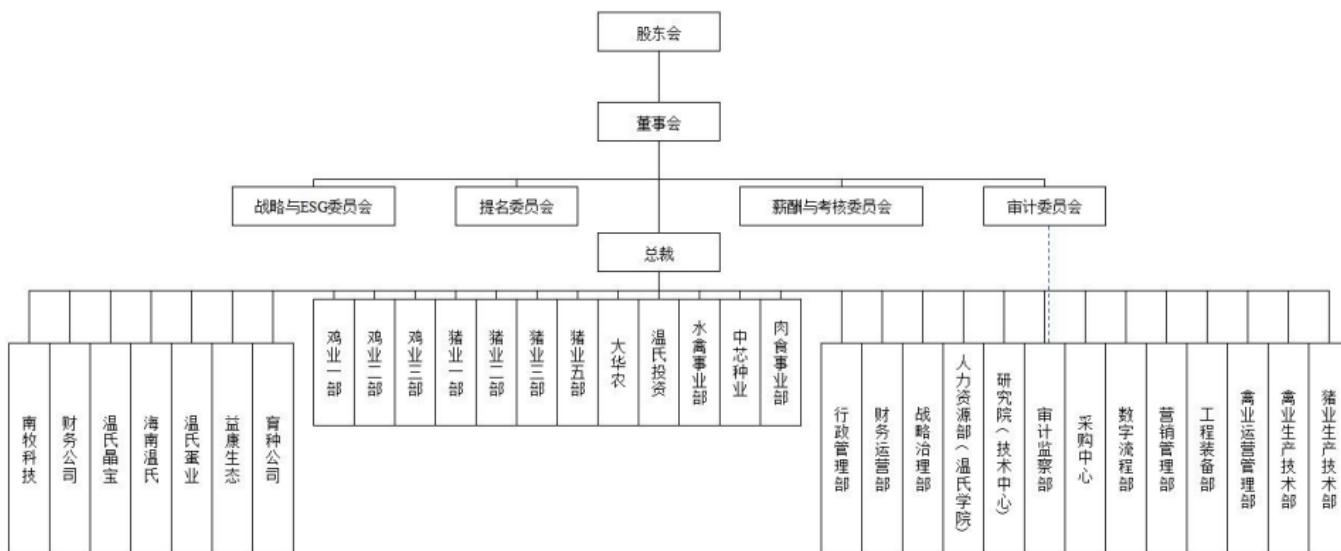 股东会
董事会
战略与ESG委员会
提名委员会
薪酬与考核委员会
审计委员会
总裁
南牧科技
财务公司
温氏晶宝
海南温氏
温氏蛋业
益康生态
育种公司
鸡业一部
鸡业二部
鸡业三部
猪业一部
猪业二部
猪业三部
猪业五部
大华农
温氏投资
水禽事业部
中芯种业
肉食事业部
行政管理部
财务运营部
战略治理部
人力资源部（温氏学院）
研究院（技术中心）
审计监察部
采购中心
数字流程部
营销管理部
工程装备部
禽业运营管理部
禽业生产技术部
猪业生产技术部